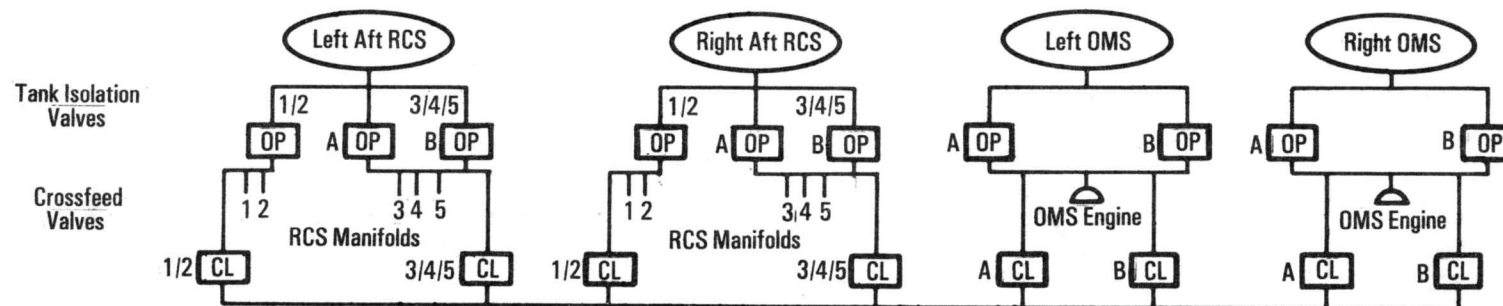 Left Aft RCS
Right Aft RCS
Left OMS
Right OMS
Tank Isolation
Valves
1/2
3/4/5
1/2
3/4/5
OP
A OP
B OP
OP
A OP
B OP
A OP
B OP
A OP
B OP
Crossfeed
Valves
1 2
3 4 5
1 2
3 4 5
OMS Engine
OMS Engine
RCS Manifolds
RCS Manifolds
1/2 CL
3/4/5 CL
1/2 CL
3/4/5 CL
A CL
B CL
A CL
B CL